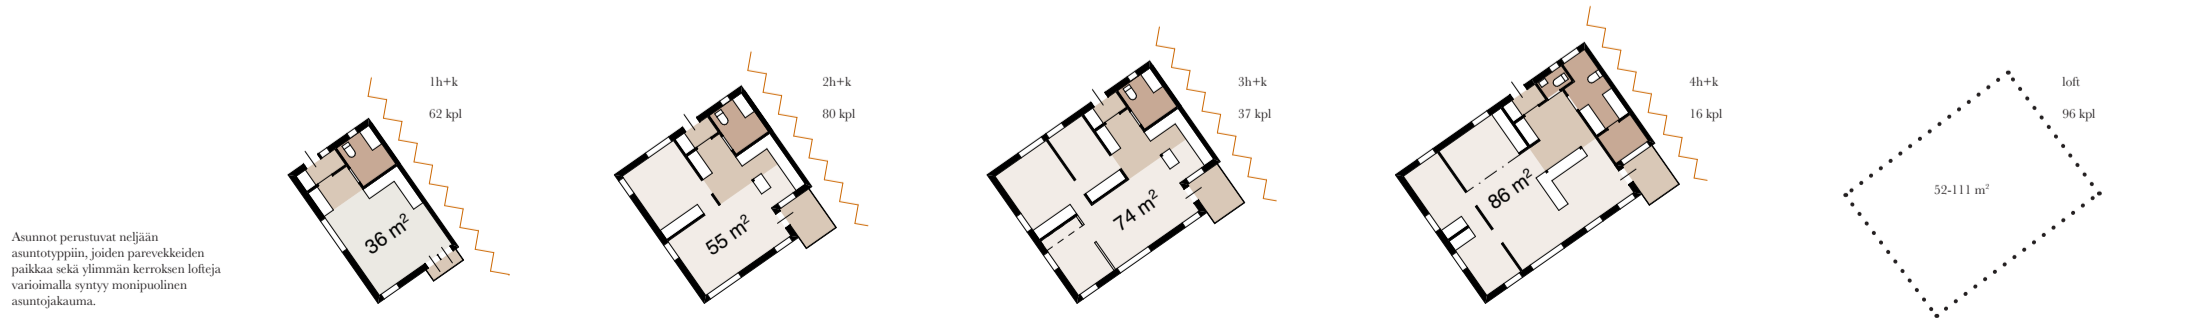 1h+k
62 kpl
36 m²
2h+k
80 kpl
55 m²
3h+k
37 kpl
74 m²
4h+k
16 kpl
86 m²
loft
96 kpl
52-111 m²
Asunnot perustuvat neljään
asuntotyppiin, joiden parevekkeiden
paikkaa sekä ylimmän kerroksen lofteja
varioimalla syntyy monipuolinen
asuntojakauma.